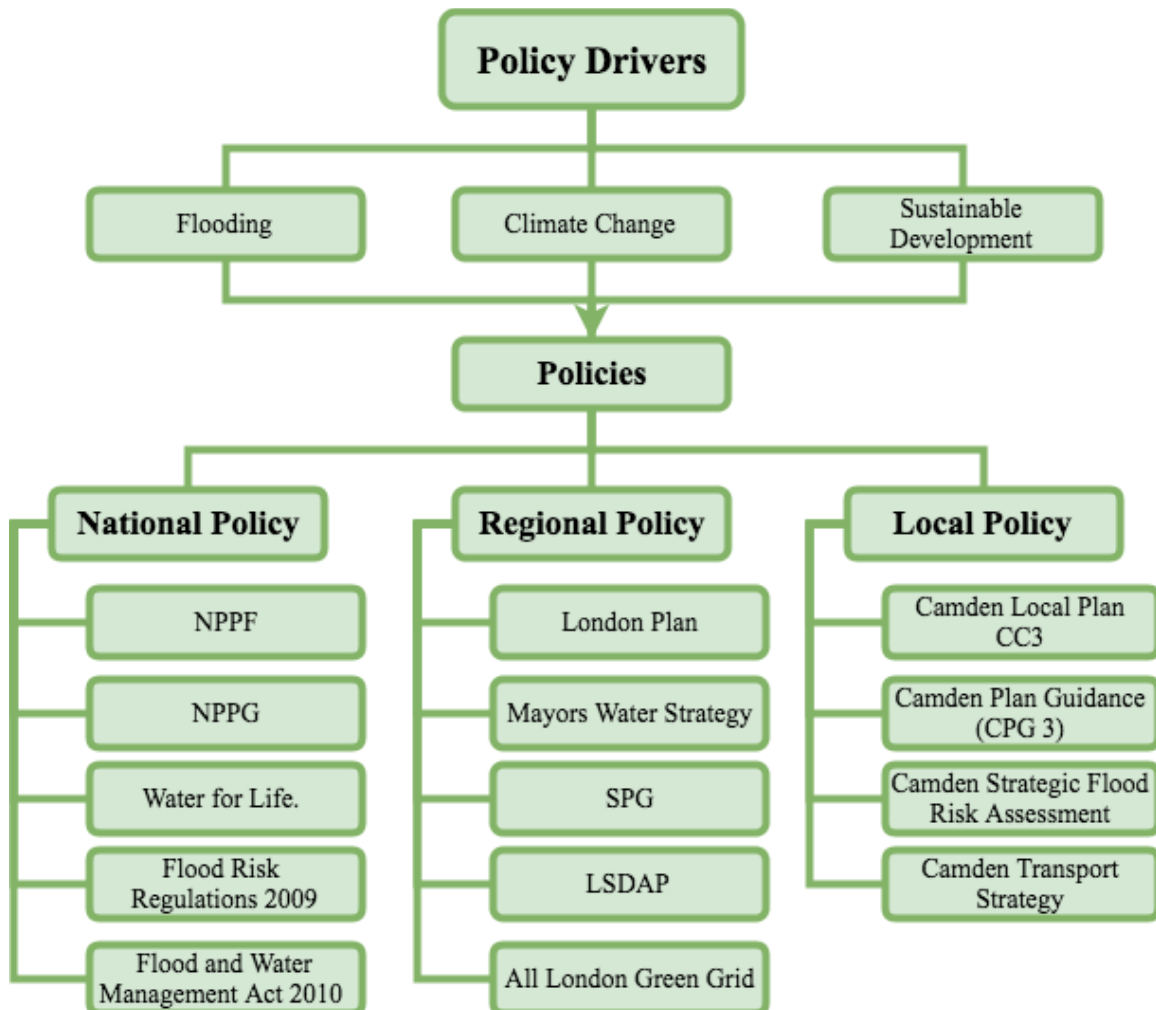 Policy Drivers
Flooding
Climate Change
Sustainable
Development
Policies
National Policy
NPPF
NPPG
Water for Life.
Flood Risk
Regulations 2009
Flood and Water
Management Act 2010
Regional Policy
London Plan
Mayors Water Strategy
SPG
LSDAP
All London Green Grid
Local Policy
Camden Local Plan
CC3
Camden Plan Guidance
(CPG 3)
Camden Strategic Flood
Risk Assessment
Camden Transport
Strategy